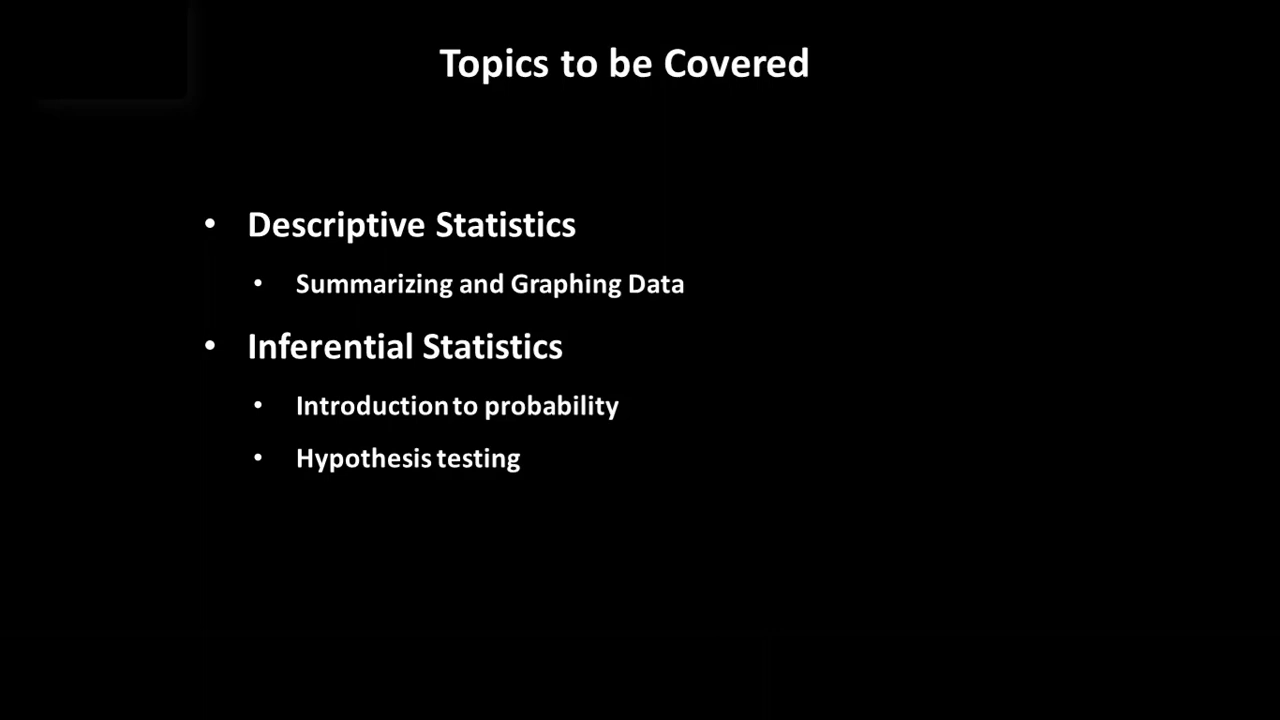 Topics to be Covered
• Descriptive Statistics
• Summarizing and Graphing Data
• Inferential Statistics
• Introduction to probability
• Hypothesis testing